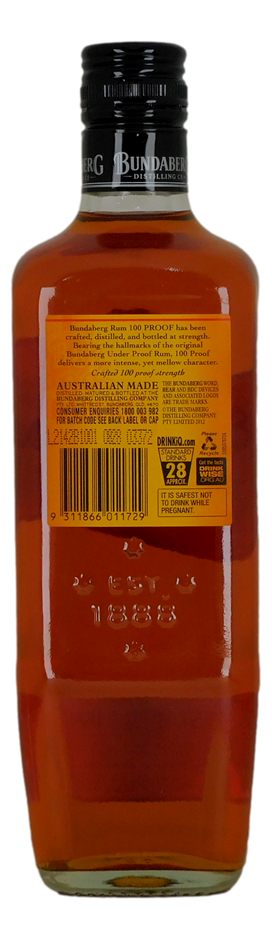 BUNDABERG
DISTILLING CO
Bundaberg Rum 100 PROOF has been
crafted, distilled, and bottled at strength.
Bearing the hallmarks of the original
Bundaberg Under Proof Rum, 100 Proof
delivers a more intense, yet mellow character.
Crafted 100 proof strength
AUSTRALIAN MADE
DISTILLED, MATURED & BOTTLED AT THE
BUNDABERG DISTILLING COMPANY
CONSUMER ENQUIRIES 1800 003 982
FOR BATCH CODE SEE BACK LABEL OR CAP
9 311866 011729
THE BUNDABERG WORD,
BEAR AND BDC DEVICES
AND ASSOCIATED LOGOS
ARE TRADE MARKS.
© THE BUNDABERG
DISTILLING COMPANY
PTY LIMITED 2012
DRINKiQ.com
STANDARD
DRINKS
28
APPROX.
Please
Recycle
Get the facts
DRINK
WISE
.ORG.AU
IT IS SAFEST NOT
TO DRINK WHILE
PREGNANT.
EST.
1888